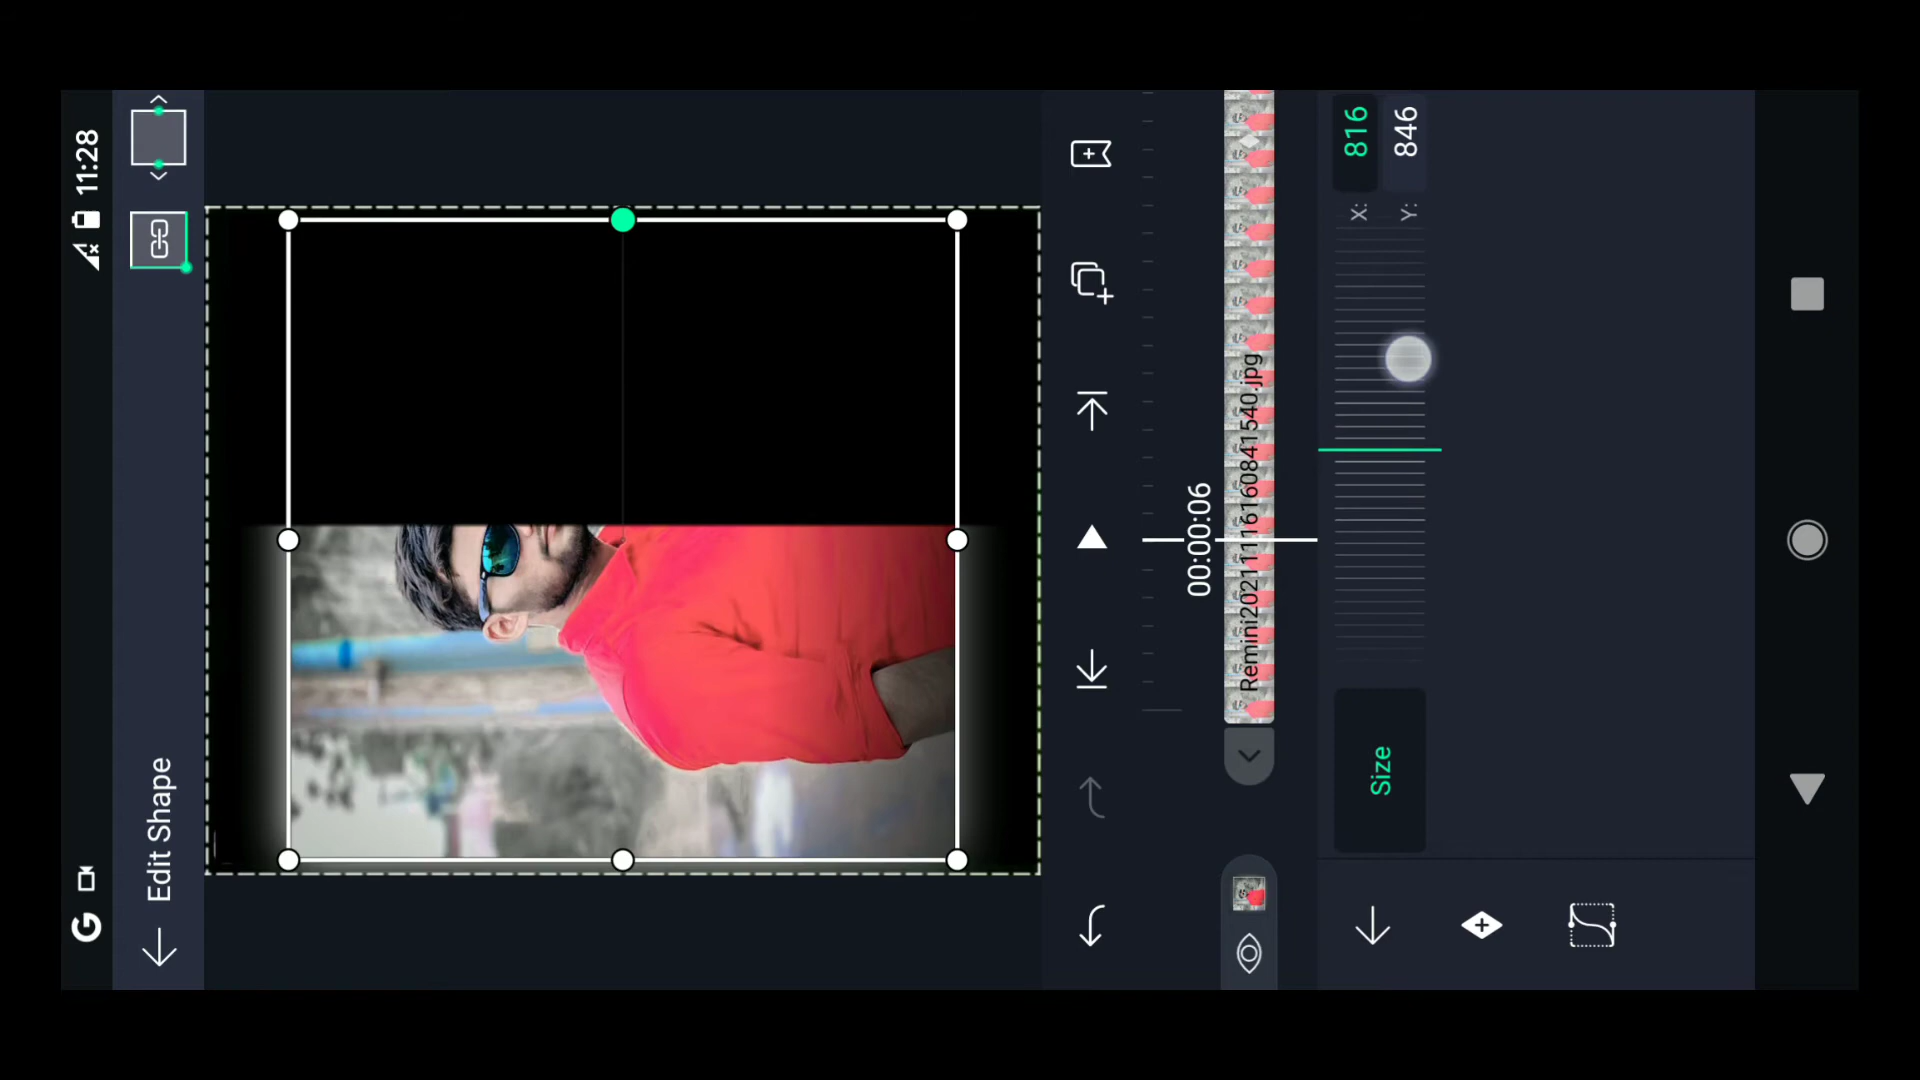 11:28
G
Edit Shape
00:00:06
Remini20211116160841540.jpg
Size
X: 816
Y: 846